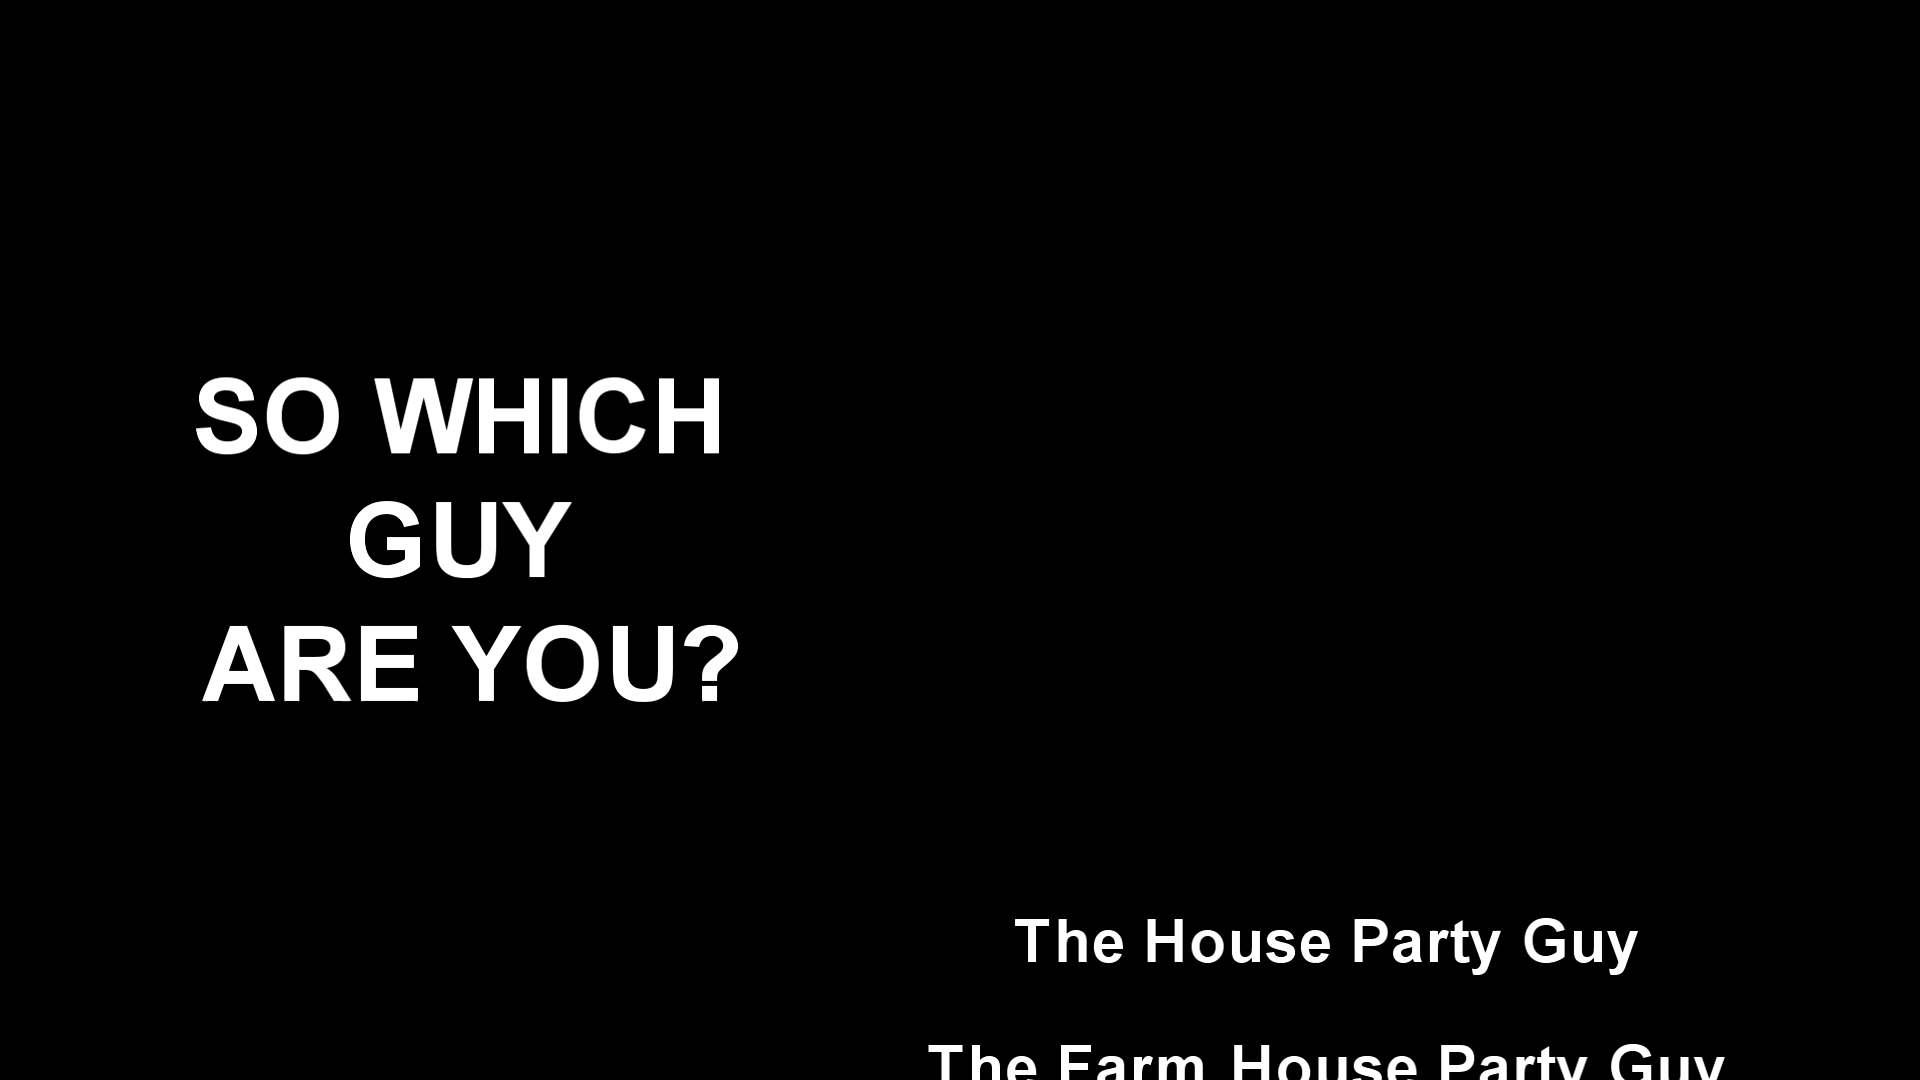 SO WHICH
GUY
ARE YOU?
The House Party Guy
The Farm House Party Guy